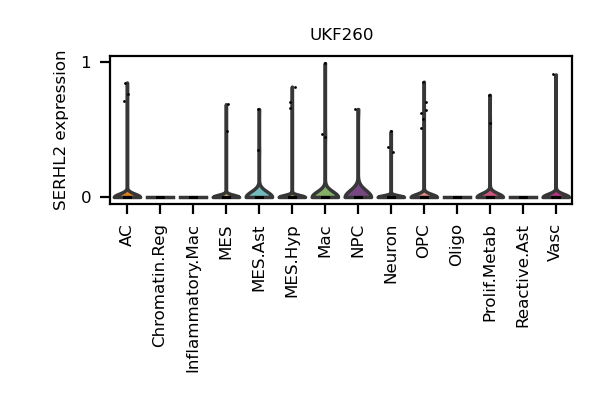 UKF260
SERHL2 expression
1
0
AC
Chromatin.Reg
Inflammatory.Mac
MES
MES.Ast
MES.Hyp
Mac
NPC
Neuron
OPC
Oligo
Prolif.Metab
Reactive.Ast
Vasc